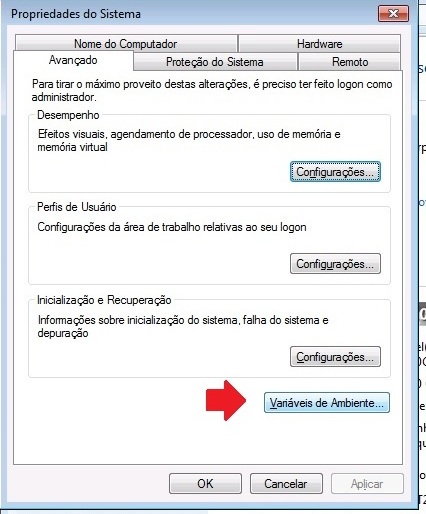 Propriedades do Sistema
Nome do Computador
Hardware
Avançado
Proteção do Sistema
Remoto
Para tirar o máximo proveito destas alterações, é preciso ter feito logon como
administrador.
Desempenho
Efeitos visuais, agendamento de processador, uso de memória e
memória virtual
Configurações...
Perfis de Usuário
Configurações da área de trabalho relativas ao seu logon
Configurações...
Inicialização e Recuperação
Informações sobre inicialização do sistema, falha do sistema e
depuração
Configurações...
Variáveis de Ambiente...
OK
Cancelar
Aplicar